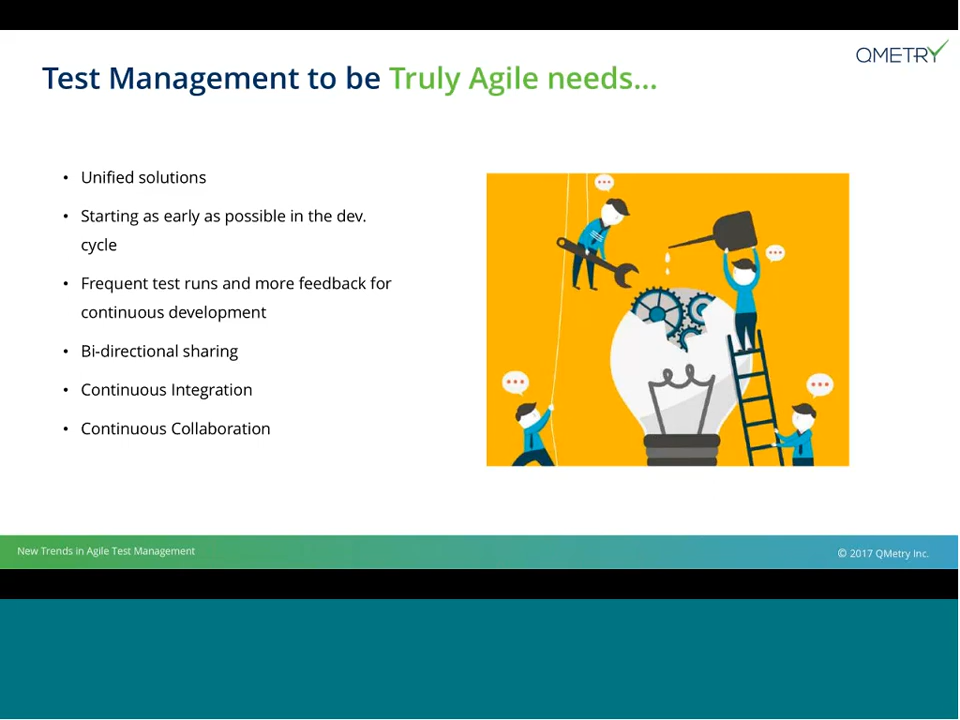 QMETRY
Test Management to be Truly Agile needs...
• Unified solutions
• Starting as early as possible in the dev.
cycle
• Frequent test runs and more feedback for
continuous development
• Bi-directional sharing
• Continuous Integration
• Continuous Collaboration
New Trends in Agile Test Management
© 2017 QMetry Inc.